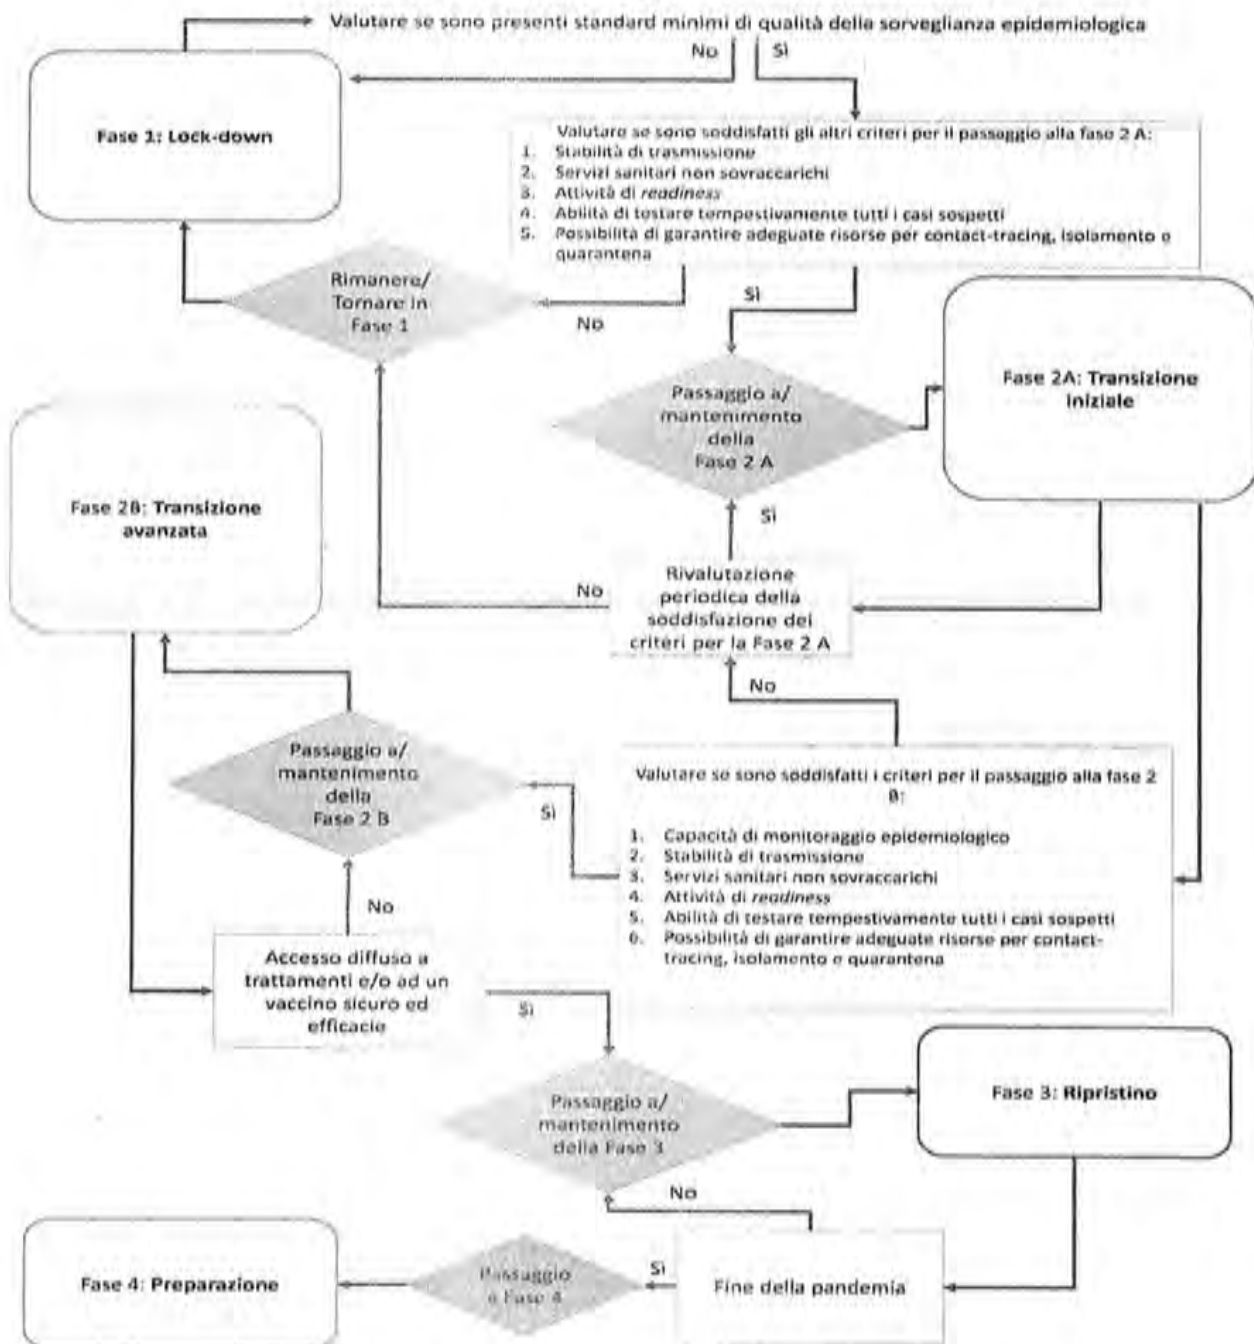 Valutare se sono presenti standard minimi di qualità della sorveglianza epidemiologica
No
Sì
Fase 1: Lock-down
Valutare se sono soddisfatti gli altri criteri per il passaggio alla fase 2 A:
1. Stabilità di trasmissione
2. Servizi sanitari non sovraccarichi
3. Attività di readiness
4. Abilità di testare tempestivamente tutti i casi sospetti
5. Possibilità di garantire adeguate risorse per contact-tracing, isolamento e
quarantena
Rimanere/
Tornare in
Fase 1
No
Sì
Passaggio a/
mantenimento
della
Fase 2 A
Fase 2A: Transizione
iniziale
Fase 2B: Transizione
avanzata
Sì
No
Rivalutazione
periodica della
soddisfazione dei
criteri per la Fase 2 A
No
Passaggio a/
mantenimento
della
Fase 2 B
Sì
Valutare se sono soddisfatti i criteri per il passaggio alla fase 2
B:
1. Capacità di monitoraggio epidemiologico
2. Stabilità di trasmissione
3. Servizi sanitari non sovraccarichi
4. Attività di readiness
5. Abilità di testare tempestivamente tutti i casi sospetti
6. Possibilità di garantire adeguate risorse per contact-
tracing, isolamento e quarantena
No
Accesso diffuso a
trattamenti e/o ad un
vaccino sicuro ed
efficacie
Sì
Passaggio a/
mantenimento
della Fase 3
Fase 3: Ripristino
No
Fase 4: Preparazione
Passaggio
a Fase 4
Sì
Fine della pandemia